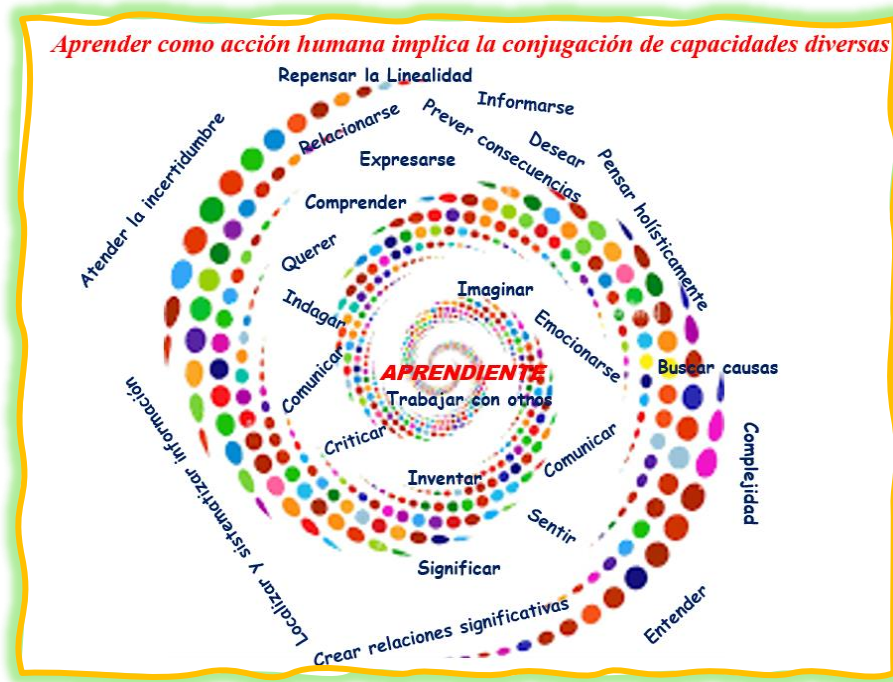 Aprender como acción humana implica la conjugación de capacidades diversas
Repensar la Linealidad
Informarse
Relacionarse
Prever consecuencias
Desear
Expresarse
Pensar holísticamente
Atender la incertidumbre
Comprender
Querer
Imaginar
Indagar
Emocionarse
Comunicar
APRENDIENTE
Buscar causas
Trabajar con otros
Criticar
Comunicar
Complejidad
Inventar
Localizar y sistematizar información
Sentir
Significar
Entender
Crear relaciones significativas